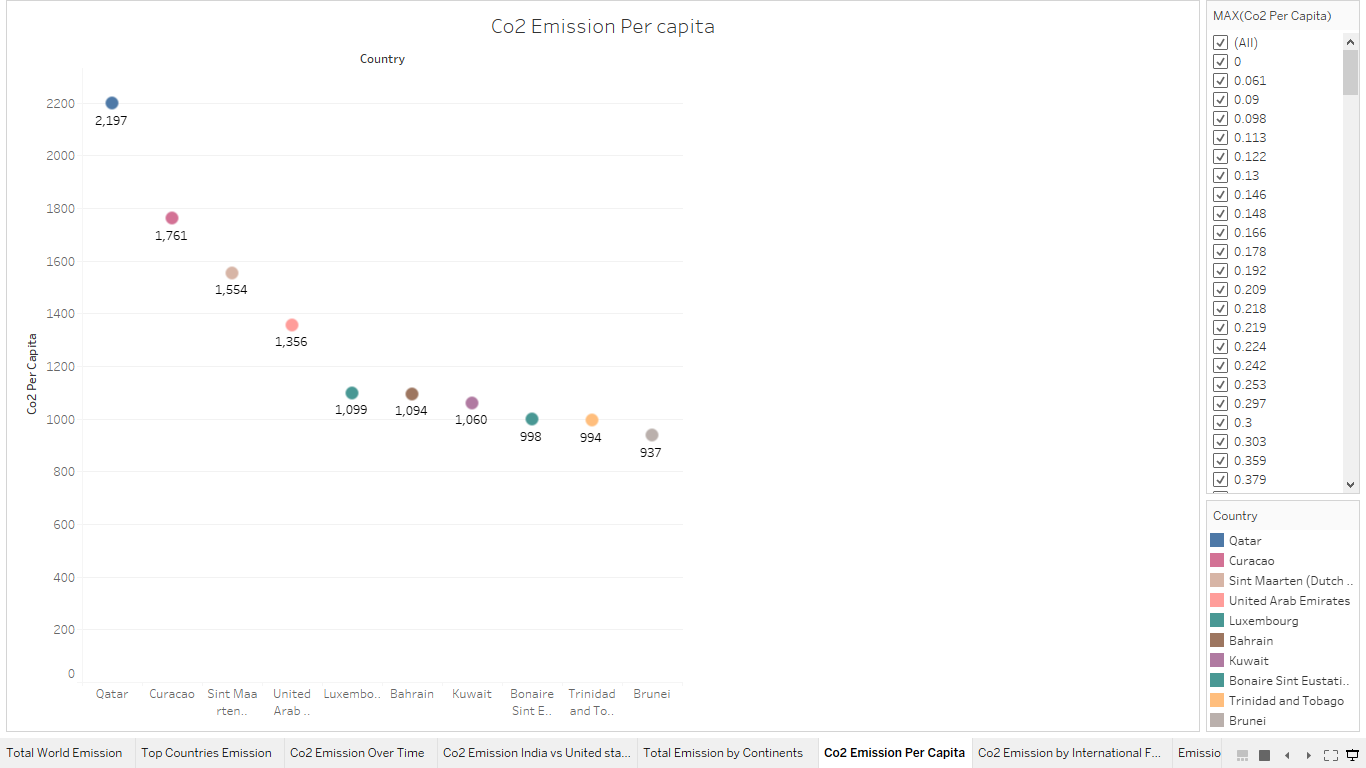 Co2 Emission Per capita
Country
Co2 Per Capita
2200
2000
1800
1600
1400
1200
1000
800
600
400
200
0
2,197
1,761
1,554
1,356
1,099
1,094
1,060
998
994
937
Qatar
Curacao
Sint Maa
rten..
United
Arab ..
Luxembo..
Bahrain
Kuwait
Bonaire
Sint E..
Trinidad
and To..
Brunei
MAX(Co2 Per Capita)
(All)
0
0.061
0.09
0.098
0.113
0.122
0.13
0.146
0.148
0.166
0.178
0.192
0.209
0.218
0.219
0.224
0.242
0.253
0.297
0.3
0.303
0.359
0.379
Country
Qatar
Curacao
Sint Maarten (Dutch ..
United Arab Emirates
Luxembourg
Bahrain
Kuwait
Bonaire Sint Eustati..
Trinidad and Tobago
Brunei
Total World Emission
Top Countries Emission
Co2 Emission Over Time
Co2 Emission India vs United sta...
Total Emission by Continents
Co2 Emission Per Capita
Co2 Emission by International F...
Emissio